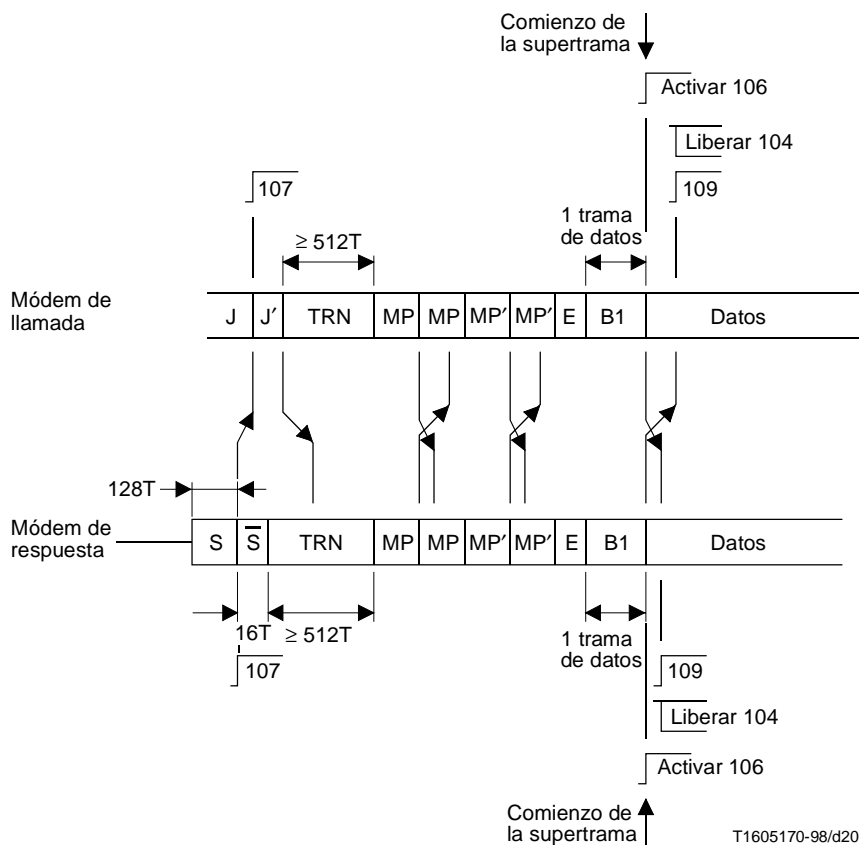 Comienzo de
la supertrama
Activar 106
Liberar 104
107
109
1 trama
de datos
≥ 512T
Módem de
llamada
J J′ TRN MP MP MP′ MP′ E B1 Datos
128T
Módem de
respuesta
S S̅ TRN MP MP MP′ MP′ E B1 Datos
16T ≥ 512T
1 trama
de datos
107
109
Liberar 104
Activar 106
Comienzo de
la supertrama
T1605170-98/d20